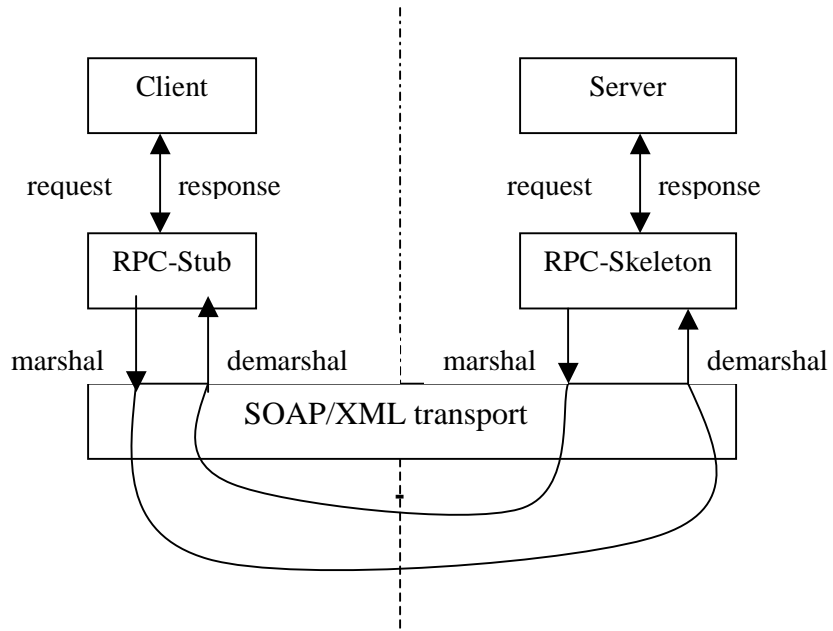 Client
Server
request
response
request
response
RPC-Stub
RPC-Skeleton
marshal
demarshal
marshal
demarshal
SOAP/XML transport